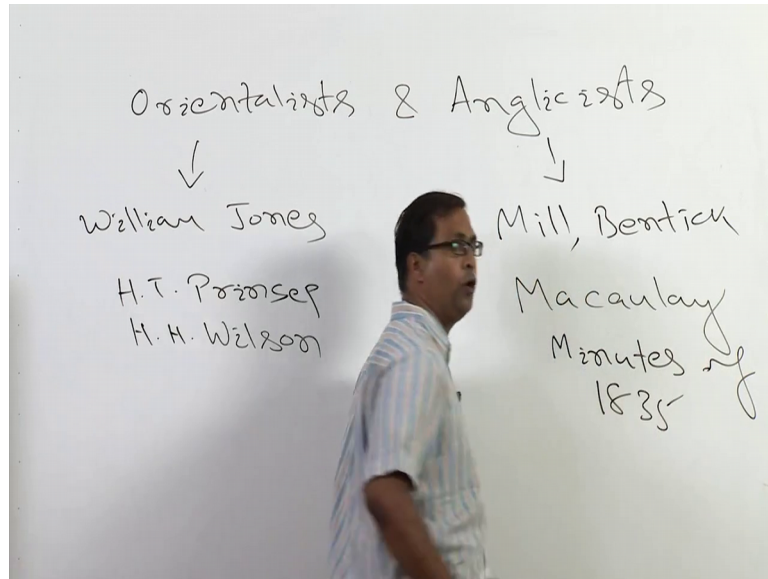 Orientalists & Anglicists
William Jones
H.T. Prinsep
H.H. Wilson
Mill, Bentick
Macaulay
Minutes of
1835